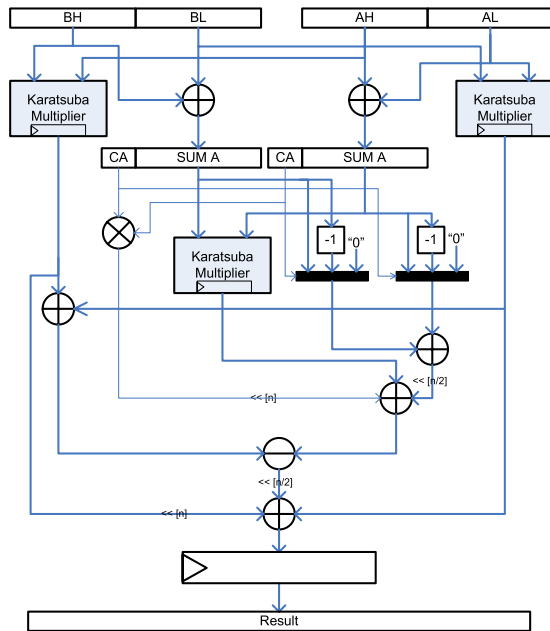 BH BL AH AL
Karatsuba
Multiplier
Karatsuba
Multiplier
CA SUM A CA SUM A
-1 "0" -1 "0"
Karatsuba
Multiplier
<< [n/2]
<< [n]
<< [n/2]
<< [n]
Result